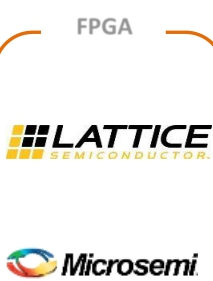 FPGA
LATTICE
SEMICONDUCTOR.
Microsemi.